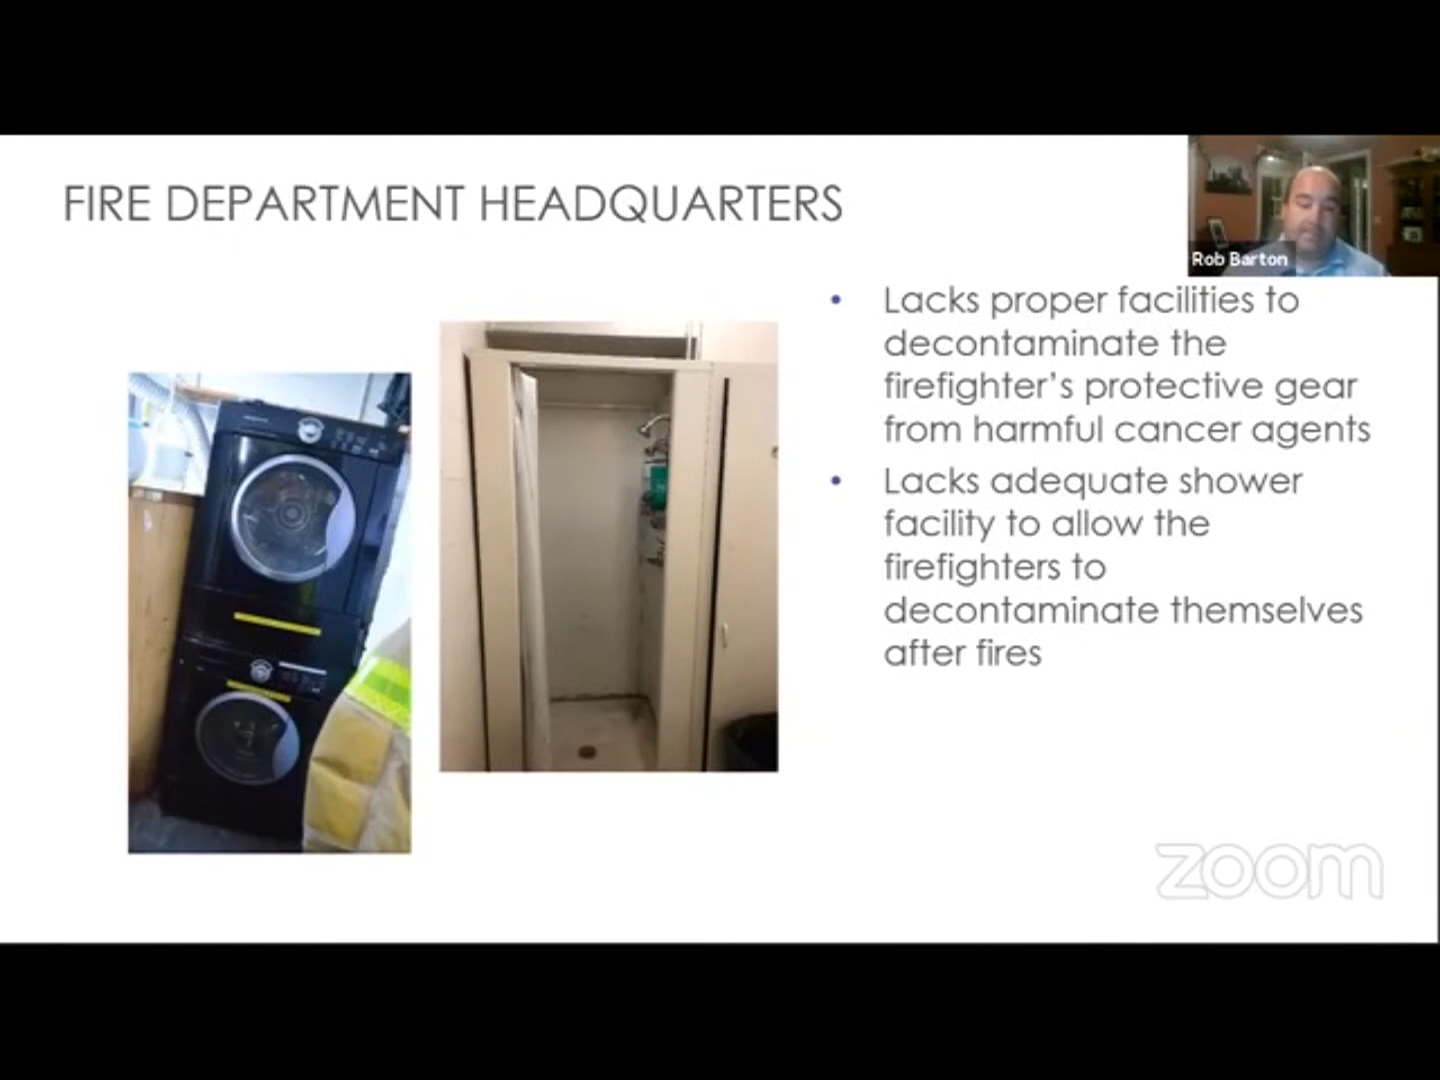 FIRE DEPARTMENT HEADQUARTERS
Rob Barton
• Lacks proper facilities to
decontaminate the
firefighter’s protective gear
from harmful cancer agents
• Lacks adequate shower
facility to allow the
firefighters to
decontaminate themselves
after fires
zoom